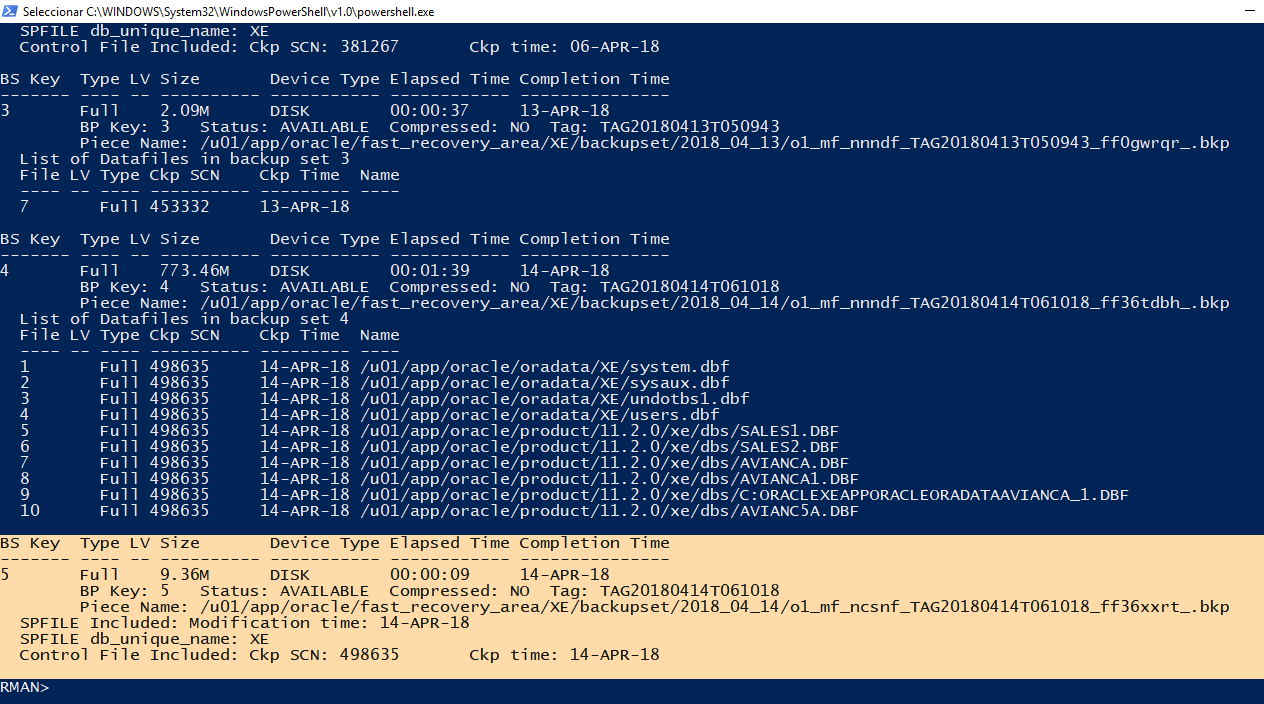 Seleccionar C:\WINDOWS\System32\WindowsPowerShell\v1.0\powershell.exe
  SPFILE db_unique_name: XE
  Control File Included: Ckp SCN: 381267       Ckp time: 06-APR-18

BS Key  Type LV Size       Device Type Elapsed Time Completion Time
------- ---- -- ---------- ----------- ------------ ---------------
3       Full    2.09M      DISK        00:00:37     13-APR-18
        BP Key: 3   Status: AVAILABLE  Compressed: NO  Tag: TAG20180413T050943
        Piece Name: /u01/app/oracle/fast_recovery_area/XE/backupset/2018_04_13/o1_mf_nnndf_TAG20180413T050943_ff0gwrqr_.bkp
  List of Datafiles in backup set 3
  File LV Type Ckp SCN    Ckp Time  Name
  ---- -- ---- ---------- --------- ----
  7       Full 453332     13-APR-18

BS Key  Type LV Size       Device Type Elapsed Time Completion Time
------- ---- -- ---------- ----------- ------------ ---------------
4       Full    773.46M    DISK        00:01:39     14-APR-18
        BP Key: 4   Status: AVAILABLE  Compressed: NO  Tag: TAG20180414T061018
        Piece Name: /u01/app/oracle/fast_recovery_area/XE/backupset/2018_04_14/o1_mf_nnndf_TAG20180414T061018_ff36tdbh_.bkp
  List of Datafiles in backup set 4
  File LV Type Ckp SCN    Ckp Time  Name
  ---- -- ---- ---------- --------- ----
  1       Full 498635     14-APR-18 /u01/app/oracle/oradata/XE/system.dbf
  2       Full 498635     14-APR-18 /u01/app/oracle/oradata/XE/sysaux.dbf
  3       Full 498635     14-APR-18 /u01/app/oracle/oradata/XE/undotbs1.dbf
  4       Full 498635     14-APR-18 /u01/app/oracle/oradata/XE/users.dbf
  5       Full 498635     14-APR-18 /u01/app/oracle/product/11.2.0/xe/dbs/SALES1.DBF
  6       Full 498635     14-APR-18 /u01/app/oracle/product/11.2.0/xe/dbs/SALES2.DBF
  7       Full 498635     14-APR-18 /u01/app/oracle/product/11.2.0/xe/dbs/AVIANCA.DBF
  8       Full 498635     14-APR-18 /u01/app/oracle/product/11.2.0/xe/dbs/AVIANCA1.DBF
  9       Full 498635     14-APR-18 /u01/app/oracle/product/11.2.0/xe/dbs/C:ORACLEXEAPPORACLEORADATAAVIANCA_1.DBF
  10      Full 498635     14-APR-18 /u01/app/oracle/product/11.2.0/xe/dbs/AVIANC5A.DBF

BS Key  Type LV Size       Device Type Elapsed Time Completion Time
------- ---- -- ---------- ----------- ------------ ---------------
5       Full    9.36M      DISK        00:00:09     14-APR-18
        BP Key: 5   Status: AVAILABLE  Compressed: NO  Tag: TAG20180414T061018
        Piece Name: /u01/app/oracle/fast_recovery_area/XE/backupset/2018_04_14/o1_mf_ncsnf_TAG20180414T061018_ff36xxrt_.bkp
  SPFILE Included: Modification time: 14-APR-18
  SPFILE db_unique_name: XE
  Control File Included: Ckp SCN: 498635       Ckp time: 14-APR-18

RMAN>